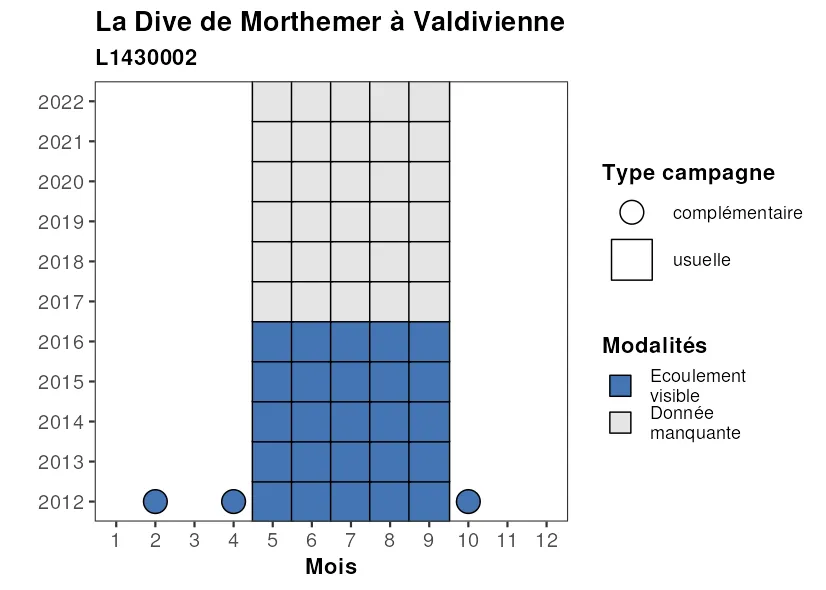 La Dive de Morthemer à Valdivienne
L1430002
2022
2021
2020
2019
2018
2017
2016
2015
2014
2013
2012
1 2 3 4 5 6 7 8 9 10 11 12
Mois
Type campagne
complémentaire
usuelle
Modalités
Ecoulement
visible
Donnée
manquante